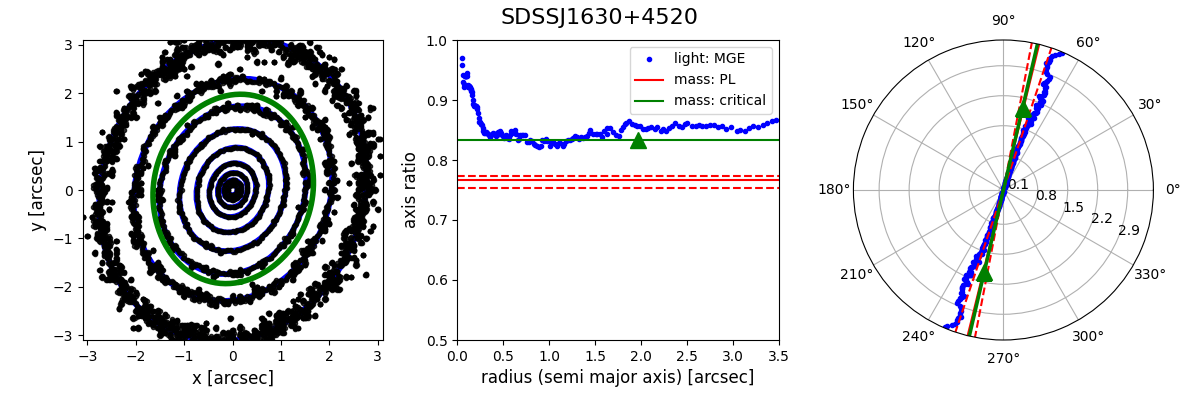 SDSSJ1630+4520
3
2
1
0
−1
−2
−3
y [arcsec]
−3 −2 −1 0 1 2 3
x [arcsec]
1.0
0.9
0.8
0.7
0.6
0.5
axis ratio
light: MGE
mass: PL
mass: critical
0.0 0.5 1.0 1.5 2.0 2.5 3.0 3.5
radius (semi major axis) [arcsec]
90°
120° 60°
150° 30°
180° 0°
0.1 0.8 1.5 2.2 2.9
210° 330°
240° 300°
270°